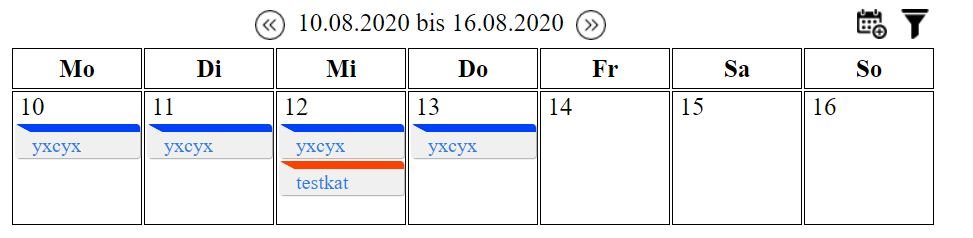 10.08.2020 bis 16.08.2020
Mo Di Mi Do Fr Sa So
10 11 12 13 14 15 16
yxcyx yxcyx yxcyx yxcyx
testkat